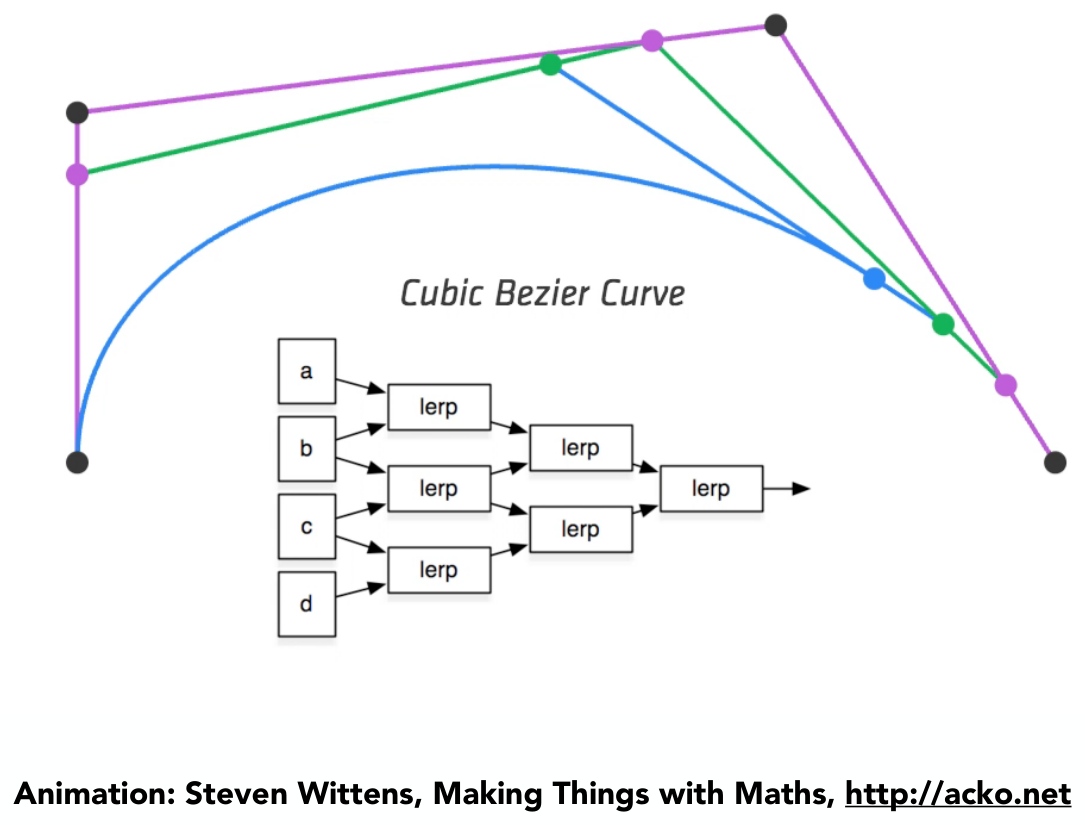 Cubic Bezier Curve
a
lerp
b
lerp
lerp
lerp
c
lerp
lerp
d
Animation: Steven Wittens, Making Things with Maths, http://acko.net